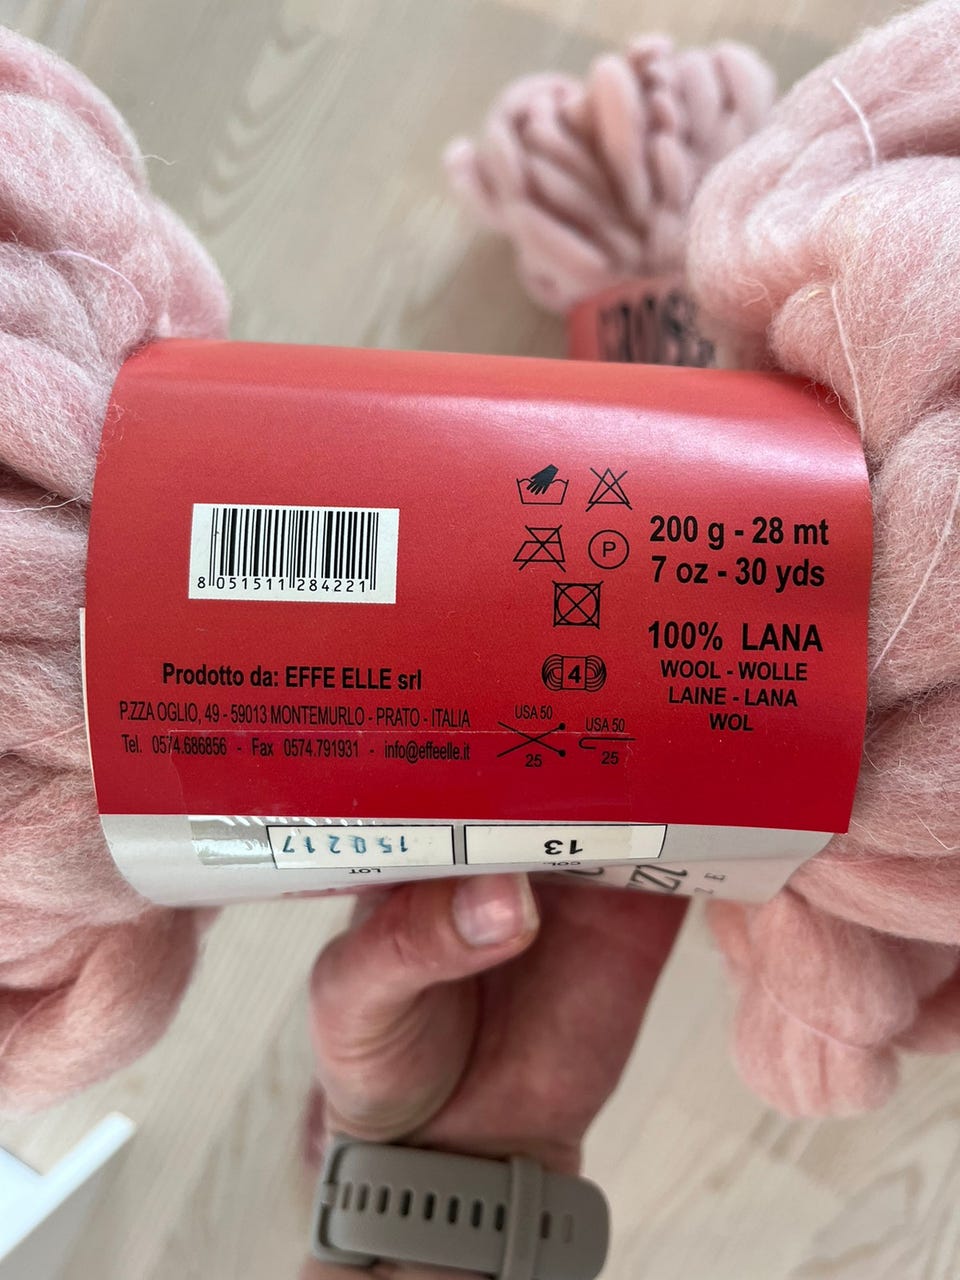 200 g - 28 mt
7 oz - 30 yds
P
8 051511 284221
100% LANA
WOOL - WOLLE
LAINE - LANA
WOL
4
Prodotto da: EFFE ELLE srl
P.ZZA OGLIO, 49 - 59013 MONTEMURLO - PRATO - ITALIA
Tel. 0574.686856 - Fax 0574.791931 - info@effeelle.it
USA 50
25
USA 50
25
13
COL.
150217
LOT